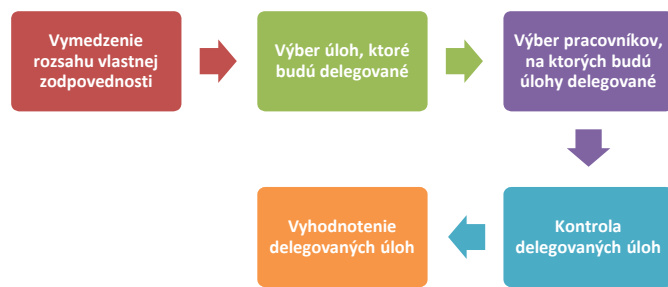 Vymedzenie
rozsahu vlastnej
zodpovednosti
Výber úloh, ktoré
budú delegované
Výber pracovníkov,
na ktorých budú
úlohy delegované
Kontrola
delegovaných úloh
Vyhodnotenie
delegovaných úloh